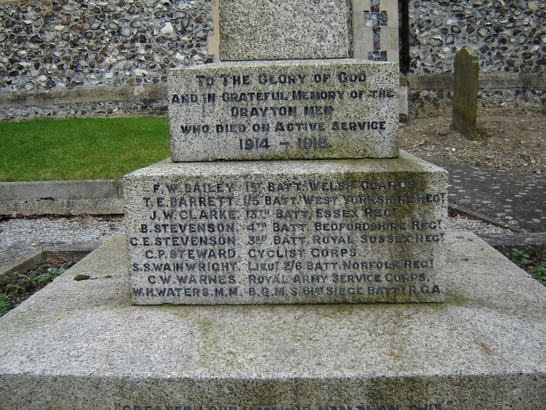 TO THE GLORY OF GOD
AND IN GRATEFUL MEMORY OF THE
DRAYTON MEN
WHO DIED ON ACTIVE SERVICE
1914 – 1918.
F.W. BAILEY. 1ST BATT. WELSH GUARDS
T.E. BARRETT. 1/5 BATT. WEST YORKSHIRE REGT
J.W. CLARKE. 13TH BATT. ESSEX REGT
B. STEVENSON. 4TH BATT. BEDFORDSHIRE REGT
C.E. STEVENSON. 3RD BATT. ROYAL SUSSEX REGT
C.P. STEWARD. CYCLIST CORPS.
S.S. WAINWRIGHT. LIEUT. 2/6 BATT. NORFOLK REGT
C.W. WARNES. ROYAL ARMY SERVICE CORPS.
W.H. WATERS. M.M. B.Q.M.S. 61ST SIEGE BATTY R.G.A